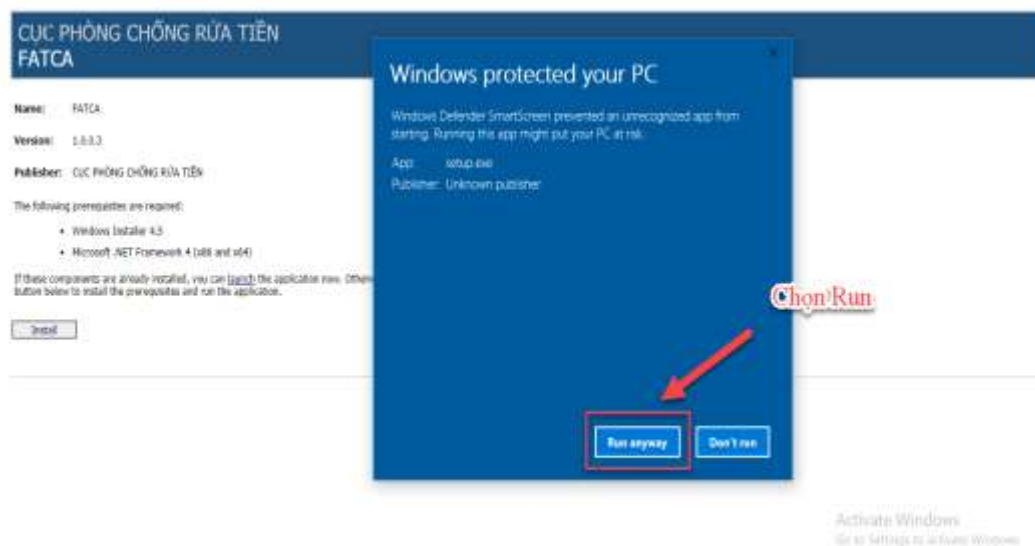 CỤC PHÒNG CHỐNG RỬA TIỀN
FATCA
Name: FATCA
Version: 1.0.0.3
Publisher: CỤC PHÒNG CHỐNG RỬA TIỀN
The following prerequisites are required:
• Windows Installer 4.5
• Microsoft .NET Framework 4 (x86 and x64)
If these components are already installed, you can launch the application now. Otherw
button below to install the prerequisites and run the application.
Install
Windows protected your PC
Windows Defender SmartScreen prevented an unrecognized app from
starting. Running this app might put your PC at risk.
App: setup.exe
Publisher: Unknown publisher
Chọn Run
Run anyway
Don't run
Activate Windows
Go to Settings to activate Windows